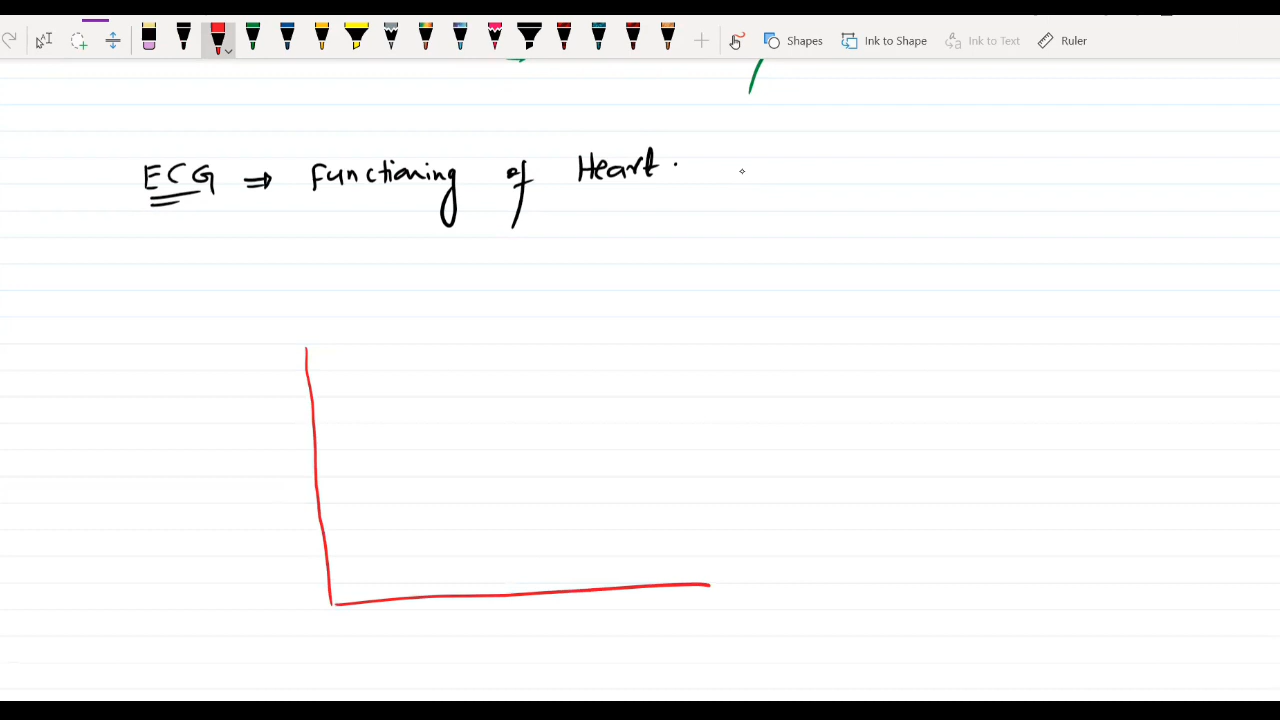 Shapes Ink to Shape Ink to Text Ruler
ECG ⇒ Functioning of Heart.